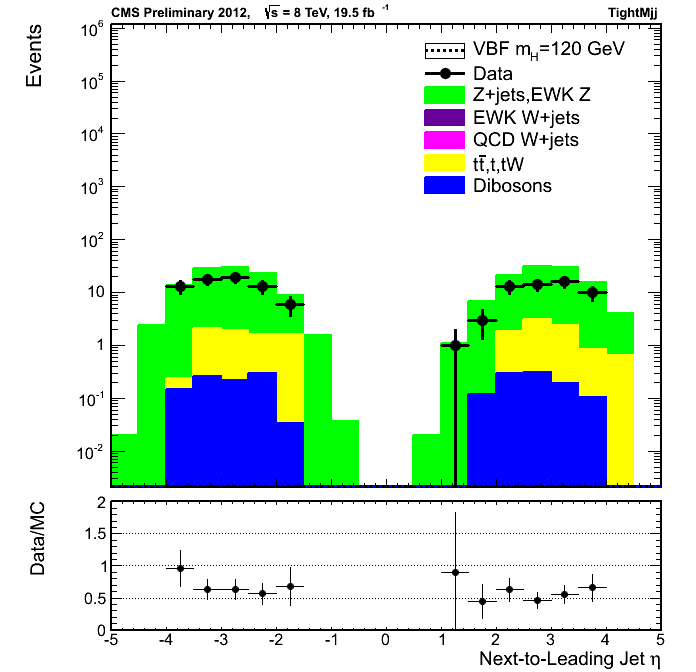 CMS Preliminary 2012, √s = 8 TeV, 19.5 fb⁻¹ TightMjj
Events
10⁶
10⁵
10⁴
10³
10²
10
1
10⁻¹
10⁻²
VBF m_H=120 GeV
Data
Z+jets,EWK Z
EWK W+jets
QCD W+jets
tt̄,t,tW
Dibosons
Data/MC
2
1.5
1
0.5
0
-5 -4 -3 -2 -1 0 1 2 3 4 5
Next-to-Leading Jet η